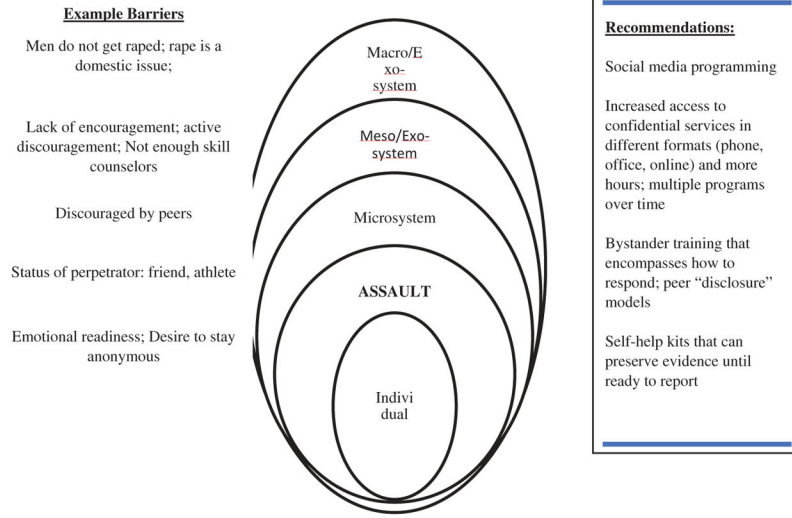 Example Barriers
Men do not get raped; rape is a
domestic issue;
Lack of encouragement; active
discouragement; Not enough skill
counselors
Discouraged by peers
Status of perpetrator: friend, athlete
Emotional readiness; Desire to stay
anonymous
Macro/E
xo-
system
Meso/Exo-
system
Microsystem
ASSAULT
Indivi
dual
Recommendations:
Social media programming
Increased access to
confidential services in
different formats (phone,
office, online) and more
hours; multiple programs
over time
Bystander training that
encompasses how to
respond; peer “disclosure”
models
Self-help kits that can
preserve evidence until
ready to report